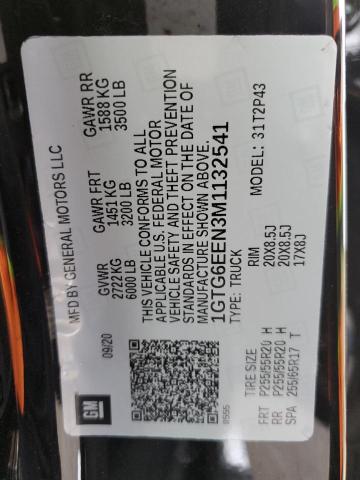 MFD BY GENERAL MOTORS LLC
09/20
GVWR GAWR FRT GAWR RR
2722 KG 1451 KG 1588 KG
6000 LB 3200 LB 3500 LB
THIS VEHICLE CONFORMS TO ALL
APPLICABLE U.S. FEDERAL MOTOR
VEHICLE SAFETY AND THEFT PREVENTION
STANDARDS IN EFFECT ON THE DATE OF
MANUFACTURE SHOWN ABOVE.
1GTG6EEN3M1132541
TYPE: TRUCK MODEL: 31T2P43
GM
#555
TIRE SIZE RIM
FRT P255/55R20 H 20X8.5J
RR P255/55R20 H 20X8.5J
SPA 255/65R17 T 17X8J